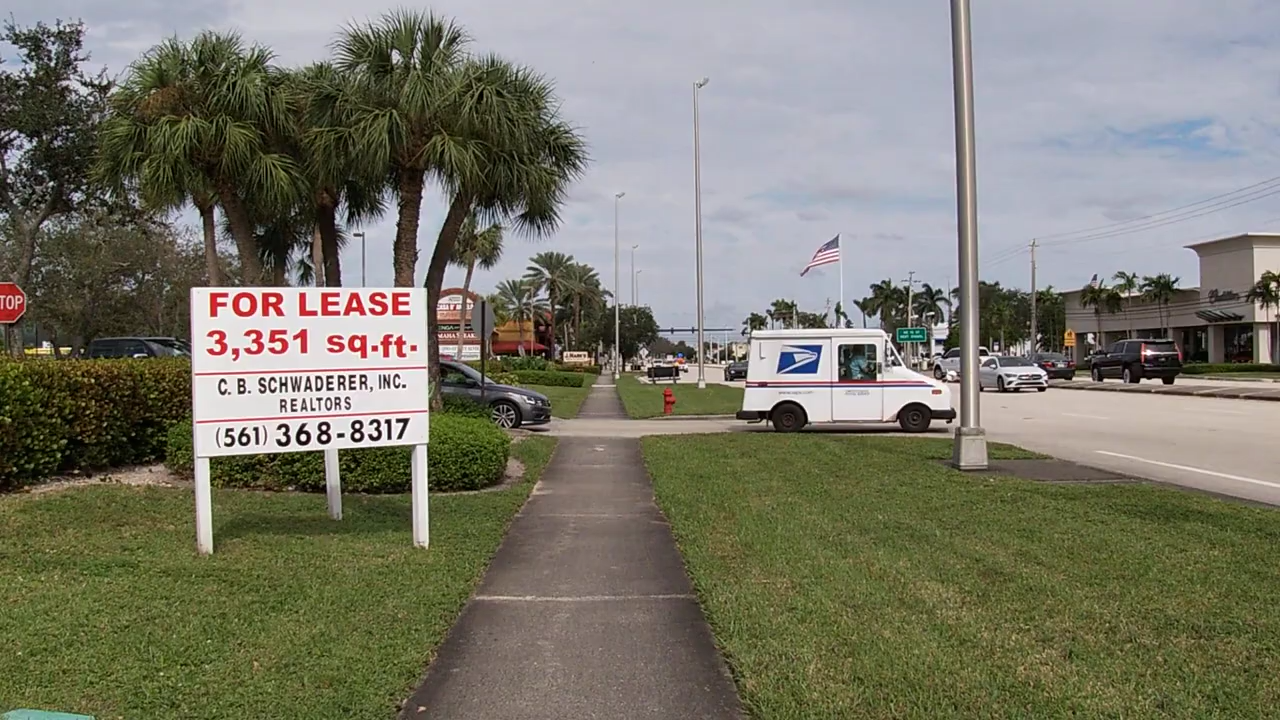 FOR LEASE
3,351 sq.ft.
C. B. SCHWADERER, INC.
REALTORS
(561) 368-8317
STOP